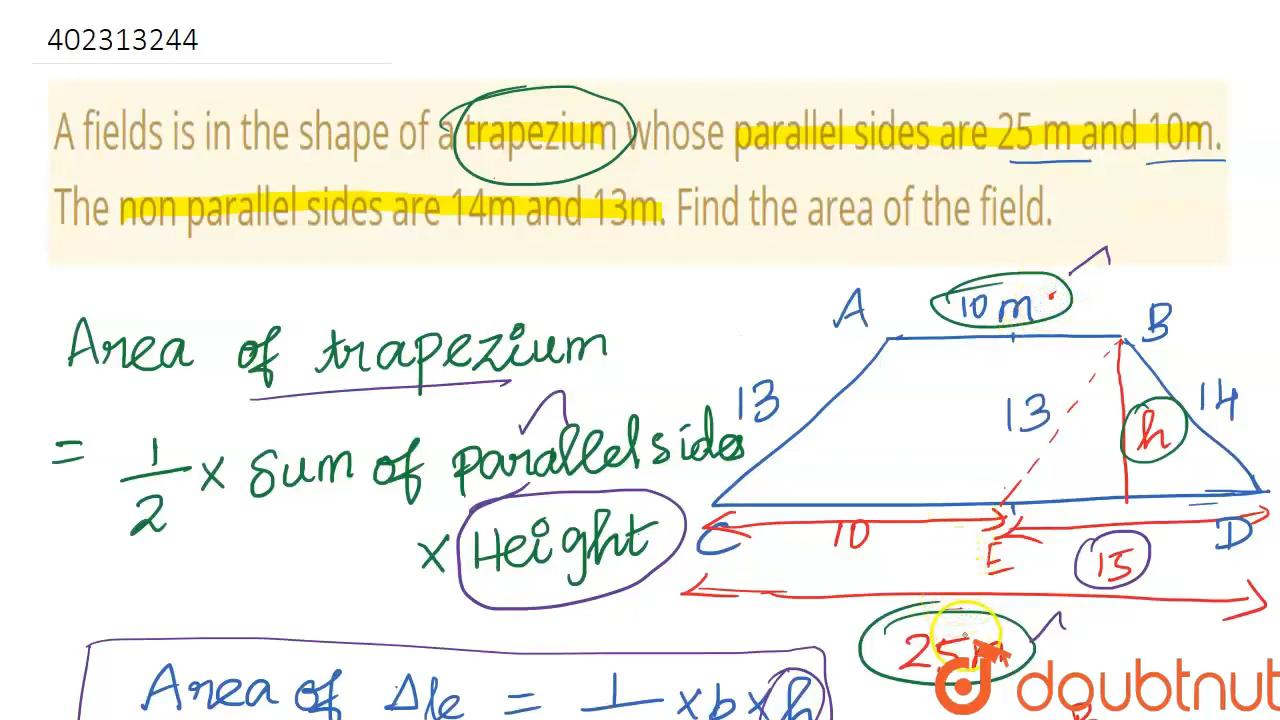 402313244
A fields is in the shape of a trapezium whose parallel sides are 25 m and 10m.
The non parallel sides are 14m and 13m. Find the area of the field.
Area of trapezium
= 1/2 × Sum of parallel sides
× Height
A 10 m B
13 13 h 14
C 10 E 15 D
25m
Area of Δle = 1 × b × h
doubtnut